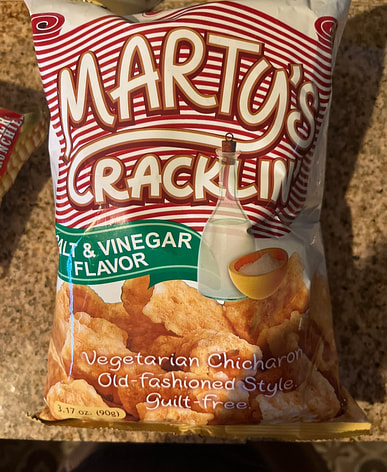 MARTY'S
CRACKLIN
SALT & VINEGAR
FLAVOR
Vegetarian Chicharon
Old-fashioned Style.
Guilt-free.
3.17 oz. (90g)